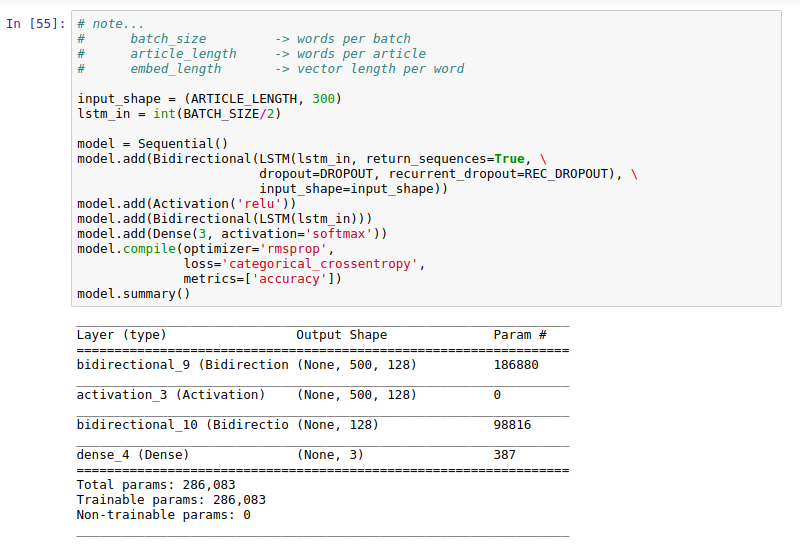 In [55]:
# note...
#      batch_size         -> words per batch
#      article_length     -> words per article
#      embed_length       -> vector length per word
input_shape = (ARTICLE_LENGTH, 300)
lstm_in = int(BATCH_SIZE/2)
model = Sequential()
model.add(Bidirectional(LSTM(lstm_in, return_sequences=True, \
                        dropout=DROPOUT, recurrent_dropout=REC_DROPOUT), \
                        input_shape=input_shape))
model.add(Activation('relu'))
model.add(Bidirectional(LSTM(lstm_in)))
model.add(Dense(3, activation='softmax'))
model.compile(optimizer='rmsprop',
              loss='categorical_crossentropy',
              metrics=['accuracy'])
model.summary()
_________________________________________________________________
Layer (type)                 Output Shape              Param #
=================================================================
bidirectional_9 (Bidirection (None, 500, 128)          186880
_________________________________________________________________
activation_3 (Activation)    (None, 500, 128)          0
_________________________________________________________________
bidirectional_10 (Bidirectio (None, 128)               98816
_________________________________________________________________
dense_4 (Dense)              (None, 3)                 387
=================================================================
Total params: 286,083
Trainable params: 286,083
Non-trainable params: 0
_________________________________________________________________